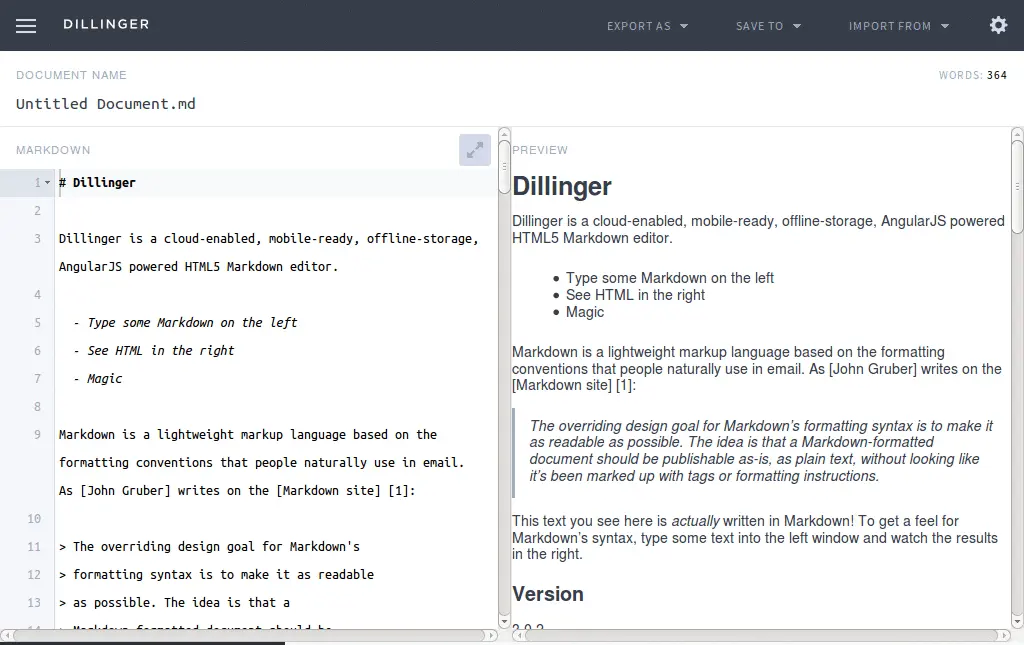 DILLINGER
EXPORT AS
SAVE TO
IMPORT FROM
DOCUMENT NAME
WORDS: 364
Untitled Document.md
MARKDOWN
1
# Dillinger
2
3
Dillinger is a cloud-enabled, mobile-ready, offline-storage,
AngularJS powered HTML5 Markdown editor.
4
5
- Type some Markdown on the left
6
- See HTML in the right
7
- Magic
8
9
Markdown is a lightweight markup language based on the
formatting conventions that people naturally use in email.
As [John Gruber] writes on the [Markdown site] [1]:
10
11
> The overriding design goal for Markdown's
12
> formatting syntax is to make it as readable
13
> as possible. The idea is that a
14
> Markdown-formatted document should be
PREVIEW
Dillinger
Dillinger is a cloud-enabled, mobile-ready, offline-storage, AngularJS powered
HTML5 Markdown editor.
• Type some Markdown on the left
• See HTML in the right
• Magic
Markdown is a lightweight markup language based on the formatting
conventions that people naturally use in email. As [John Gruber] writes on the
[Markdown site] [1]:
The overriding design goal for Markdown’s formatting syntax is to make it
as readable as possible. The idea is that a Markdown-formatted
document should be publishable as-is, as plain text, without looking like
it’s been marked up with tags or formatting instructions.
This text you see here is actually written in Markdown! To get a feel for
Markdown’s syntax, type some text into the left window and watch the results
in the right.
Version